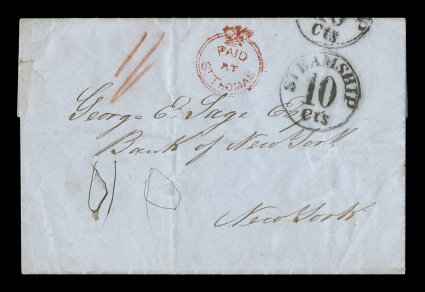 Cts
PAID
AT
ST. THOMAS
STEAMSHIP
10
Cts
George E. Sage Esq
Bank of New York
New York